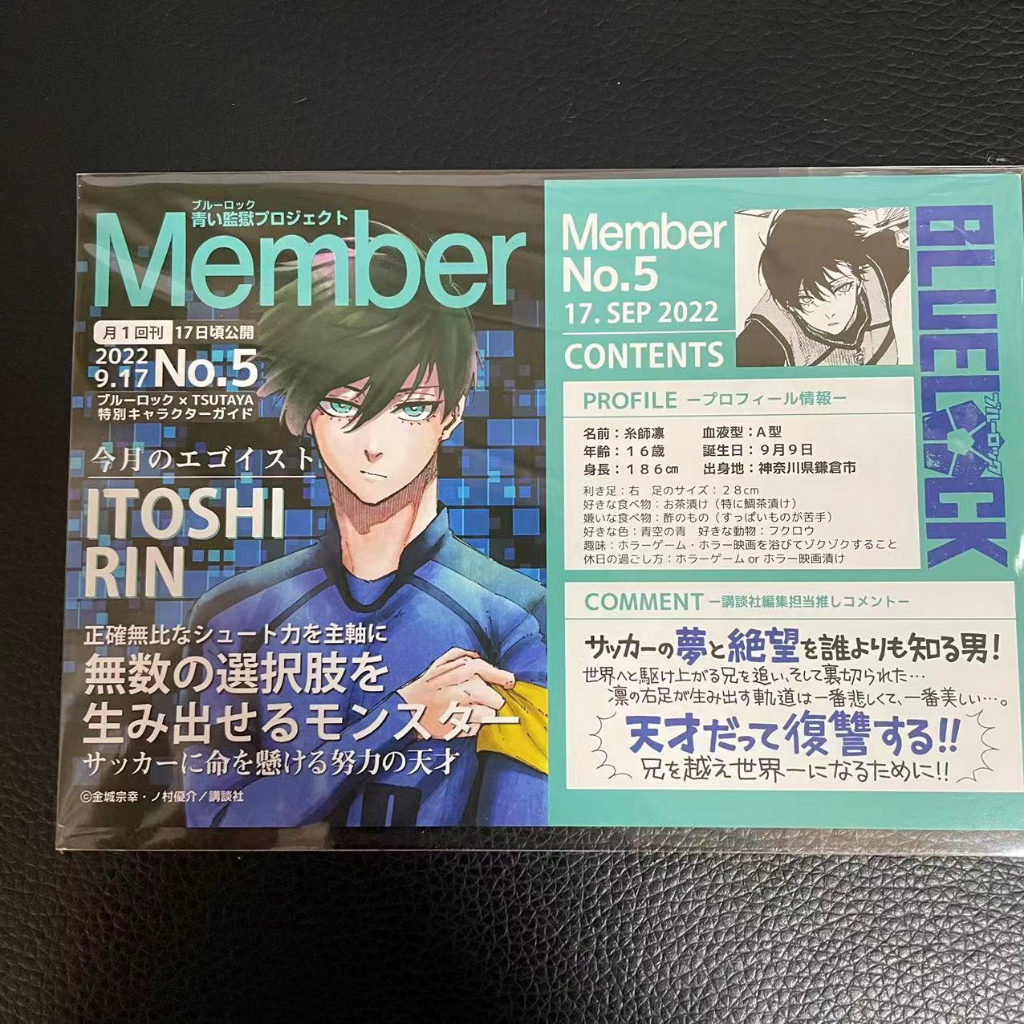 ブルーロック
青い監獄プロジェクト
Member
月1回刊 17日頃公開
2022
9.17 No.5
ブルーロック×TSUTAYA
特別キャラクターガイド
今月のエゴイスト
ITOSHI
RIN
正確無比なシュート力を主軸に
無数の選択肢を
生み出せるモンスター
サッカーに命を懸ける努力の天才
©金城宗幸・ノ村優介/講談社
Member
No.5
17. SEP 2022
CONTENTS
BLUELOCK
ブルーロック
PROFILE ープロフィール情報ー
名前:糸師凛 血液型:A型
年齢:16歳 誕生日:9月9日
身長:186㎝ 出身地:神奈川県鎌倉市
利き足:右 足のサイズ:28cm
好きな食べ物:お茶漬け(特に鯛茶漬け)
嫌いな食べ物:酢のもの(すっぱいものが苦手)
好きな色:青空の青 好きな動物:フクロウ
趣味:ホラーゲーム・ホラー映画を浴びてゾクゾクすること
休日の過ごし方:ホラーゲーム or ホラー映画漬け
COMMENT ー講談社編集担当推しコメントー
サッカーの夢と絶望を誰よりも知る男!
世界へと駆け上がる兄を追い、そして裏切られた…
凛の右足が生み出す軌道は一番悲しくて、一番美しい…。
天才だって復讐する!!
兄を越え世界一になるために!!